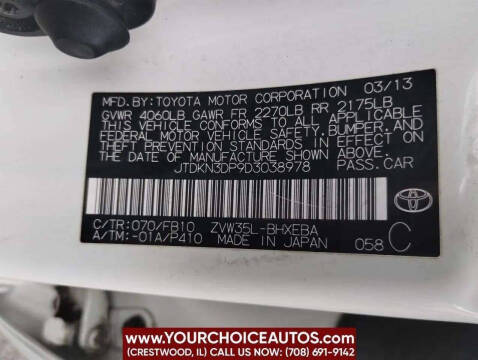 MFD. BY: TOYOTA MOTOR CORPORATION 03/13
GVWR 4060LB GAWR FR 2270LB RR 2175LB
THIS VEHICLE CONFORMS TO ALL APPLICABLE
FEDERAL MOTOR VEHICLE SAFETY, BUMPER, AND
THEFT PREVENTION STANDARDS IN EFFECT ON
THE DATE OF MANUFACTURE SHOWN ABOVE.
JTDKN3DP9D3038978 PASS. CAR
C/TR: 070/FB10 ZVW35L-BHXEBA
A/TM: -01A/P410 MADE IN JAPAN 058 C
TOYOTA
WWW.YOURCHOICEAUTOS.COM
(CRESTWOOD, IL) CALL US: (708) 691-9142